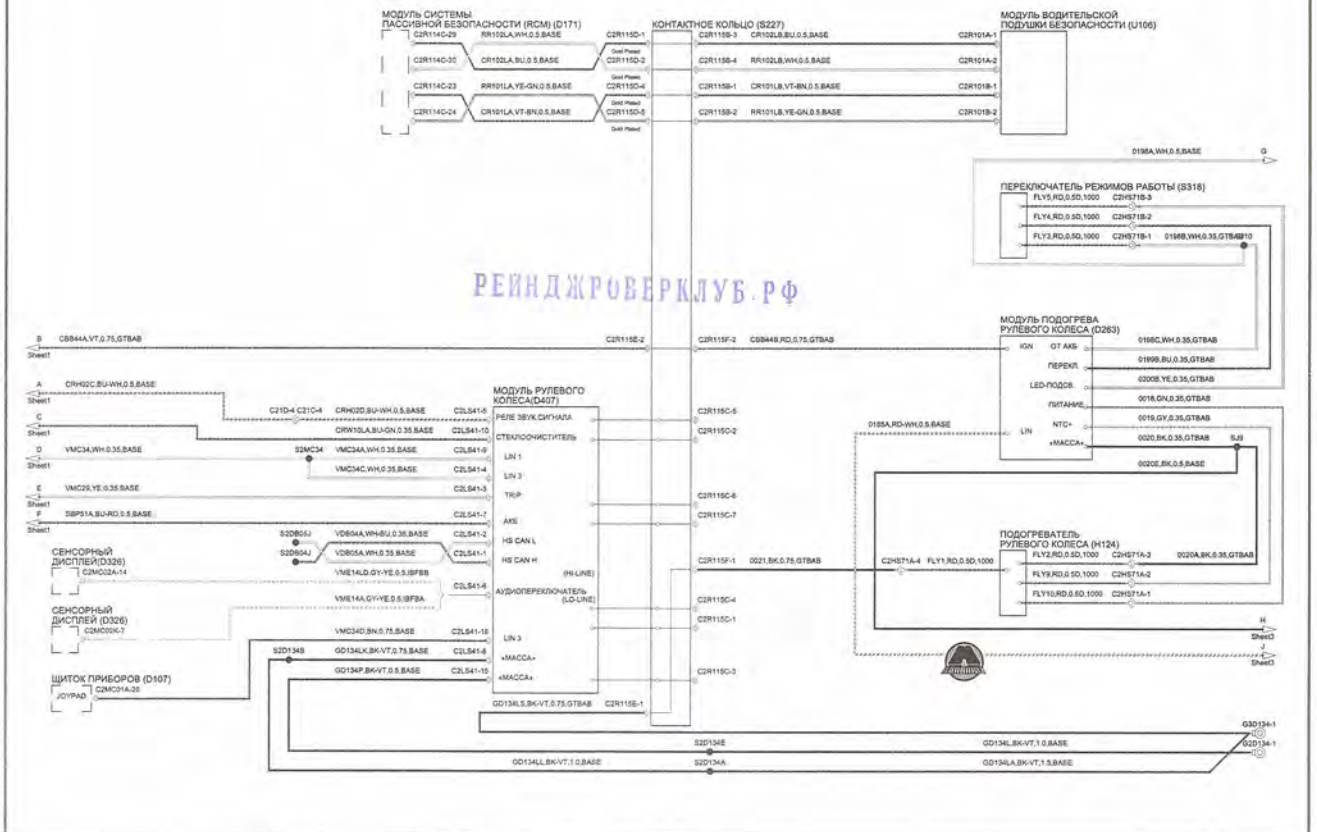 МОДУЛЬ СИСТЕМЫ
ПАССИВНОЙ БЕЗОПАСНОСТИ (RCM) (D171)
КОНТАКТНОЕ КОЛЬЦО (S227)
МОДУЛЬ ВОДИТЕЛЬСКОЙ
ПОДУШКИ БЕЗОПАСНОСТИ (U106)
C2R114C-29 RR102LA,WH,0.5,BASE C2R115D-1 C2R115B-3 CR102LB,BU,0.5,BASE C2R101A-1
Gold Plated
C2R114C-30 CR102LA,BU,0.5,BASE C2R115D-2 C2R115B-4 RR102LB,WH,0.5,BASE C2R101A-2
Gold Plated
C2R114C-23 RR101LA,YE-GN,0.5,BASE C2R115D-4 C2R115B-1 CR101LB,VT-BN,0.5,BASE C2R101B-1
Gold Plated
C2R114C-24 CR101LA,VT-BN,0.5,BASE C2R115D-5 C2R115B-2 RR101LB,YE-GN,0.5,BASE C2R101B-2
Gold Plated
0198A,WH,0.5,BASE G
ПЕРЕКЛЮЧАТЕЛЬ РЕЖИМОВ РАБОТЫ (S318)
FLY5,RD,0.5D,1000 C2HS71B-3
FLY4,RD,0.5D,1000 C2HS71B-2
FLY3,RD,0.5D,1000 C2HS71B-1 0198B,WH,0.35,GTBAB
РЕЙНДЖРОВЕРКЛУБ.РФ
МОДУЛЬ ПОДОГРЕВА
РУЛЕВОГО КОЛЕСА (D263)
B CBB44A,VT,0.75,GTBAB C2R115E-2 C2R115F-2 CBB44B,RD,0.75,GTBAB IGN ОТ АКБ 0198C,WH,0.35,GTBAB
Sheet1
ПЕРЕКЛ. 0199B,BU,0.35,GTBAB
LED-ПОДСВ. 0200B,YE,0.35,GTBAB
ПИТАНИЕ 0018,GN,0.35,GTBAB
0185A,RD-WH,0.5,BASE LIN NTC+ 0019,GY,0.35,GTBAB
«МАССА» 0020,BK,0.35,GTBAB SJ9
0020E,BK,0.5,BASE
A CRH02C,BU-WH,0.5,BASE
Sheet1
МОДУЛЬ РУЛЕВОГО
КОЛЕСА(D407)
C21D-4 C21C-4 CRH02D,BU-WH,0.5,BASE C2LS41-5 РЕЛЕ ЗВУК.СИГНАЛА C2R115C-5
C CRW10LA,BU-GN,0.35,BASE C2LS41-10 СТЕКЛООЧИСТИТЕЛЬ C2R115C-2
Sheet1
D VMC34,WH,0.35,BASE S2MC34 VMC34A,WH,0.35,BASE C2LS41-9 LIN 1
Sheet1
VMC34C,WH,0.35,BASE C2LS41-4 LIN 3
E VMC29,YE,0.35,BASE C2LS41-3 TRIP C2R115C-6
Sheet1
F SBP51A,BU-RD,0.5,BASE C2LS41-7 АКБ C2R115C-7
Sheet1
S2DB05J VDB04A,WH-BU,0.35,BASE C2LS41-2 HS CAN L
S2DB04J VDB05A,WH,0.35,BASE C2LS41-1 HS CAN H
СЕНСОРНЫЙ
ДИСПЛЕЙ(D326)
C2MC02A-14 VME14LD,GY-YE,0.5,IBFBB (HI-LINE)
C2LS41-6 АУДИОПЕРЕКЛЮЧАТЕЛЬ
(LO-LINE) C2R115C-4
VME14A,GY-YE,0.5,IBFBA
СЕНСОРНЫЙ
ДИСПЛЕЙ (D326)
C2MC02K-7 C2R115C-1
ПОДОГРЕВАТЕЛЬ
РУЛЕВОГО КОЛЕСА (H124)
C2R115F-1 0021,BK,0.75,GTBAB C2HS71A-4 FLY1,RD,0.5D,1000 FLY2,RD,0.5D,1000 C2HS71A-3 0020A,BK,0.35,GTBAB
FLY9,RD,0.5D,1000 C2HS71A-2
FLY10,RD,0.5D,1000 C2HS71A-1
H
Sheet3
J
Sheet3
VMC34D,BN,0.75,BASE LIN 3
S2D134S GD134LK,BK-VT,0.75,BASE C2LS41-8 «МАССА»
GD134P,BK-VT,0.5,BASE «МАССА» C2R115C-3
ЩИТОК ПРИБОРОВ (D107)
JOYPAD C2MC01A-20
GD134LS,BK-VT,0.75,GTBAB C2R115E-1
G3D134-1
S2D134E GD134L,BK-VT,1.0,BASE G2D134-1
GD134LL,BK-VT,1.0,BASE S2D134A GD134LA,BK-VT,1.5,BASE